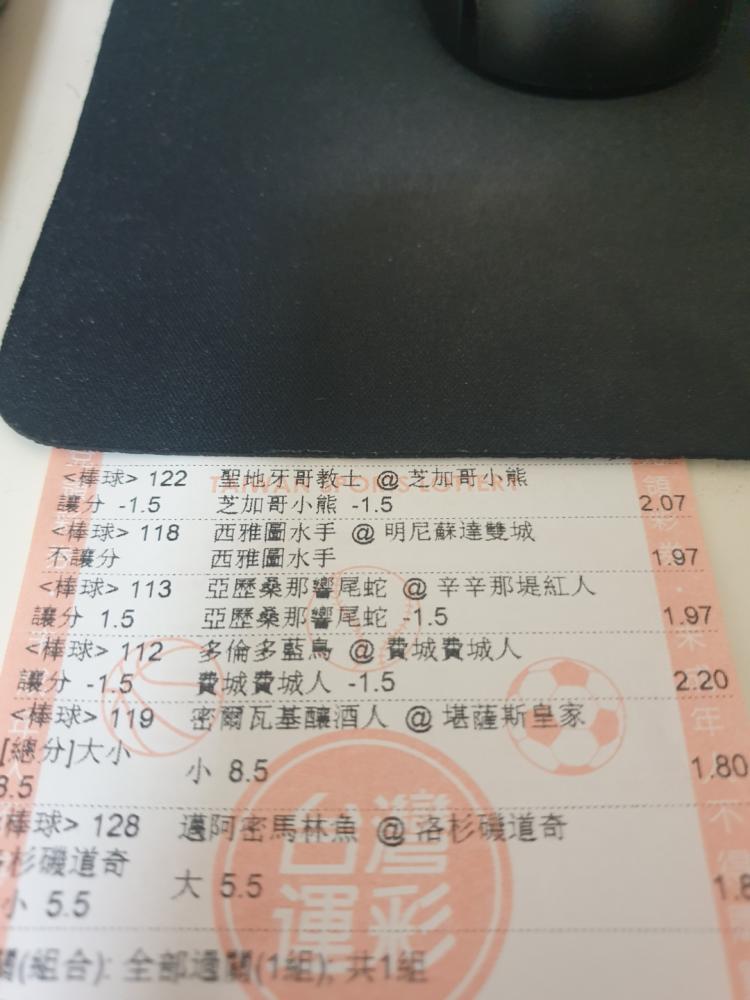 <棒球> 122 聖地牙哥教士 @ 芝加哥小熊
TAIWAN SPORTS LOTTERY
讓分 -1.5 芝加哥小熊 -1.5 2.07
<棒球> 118 西雅圖水手 @ 明尼蘇達雙城
不讓分 西雅圖水手 1.97
<棒球> 113 亞歷桑那響尾蛇 @ 辛辛那堤紅人
讓分 1.5 亞歷桑那響尾蛇 -1.5 1.97
<棒球> 112 多倫多藍鳥 @ 費城費城人
讓分 -1.5 費城費城人 -1.5 2.20
<棒球> 119 密爾瓦基釀酒人 @ 堪薩斯皇家
[總分]大小
小 8.5 1.80
8.5
棒球> 128 邁阿密馬林魚 @ 洛杉磯道奇
洛杉磯道奇
大 5.5 1.8
小 5.5
台灣
運彩
關(組合): 全部過關(1組); 共1組